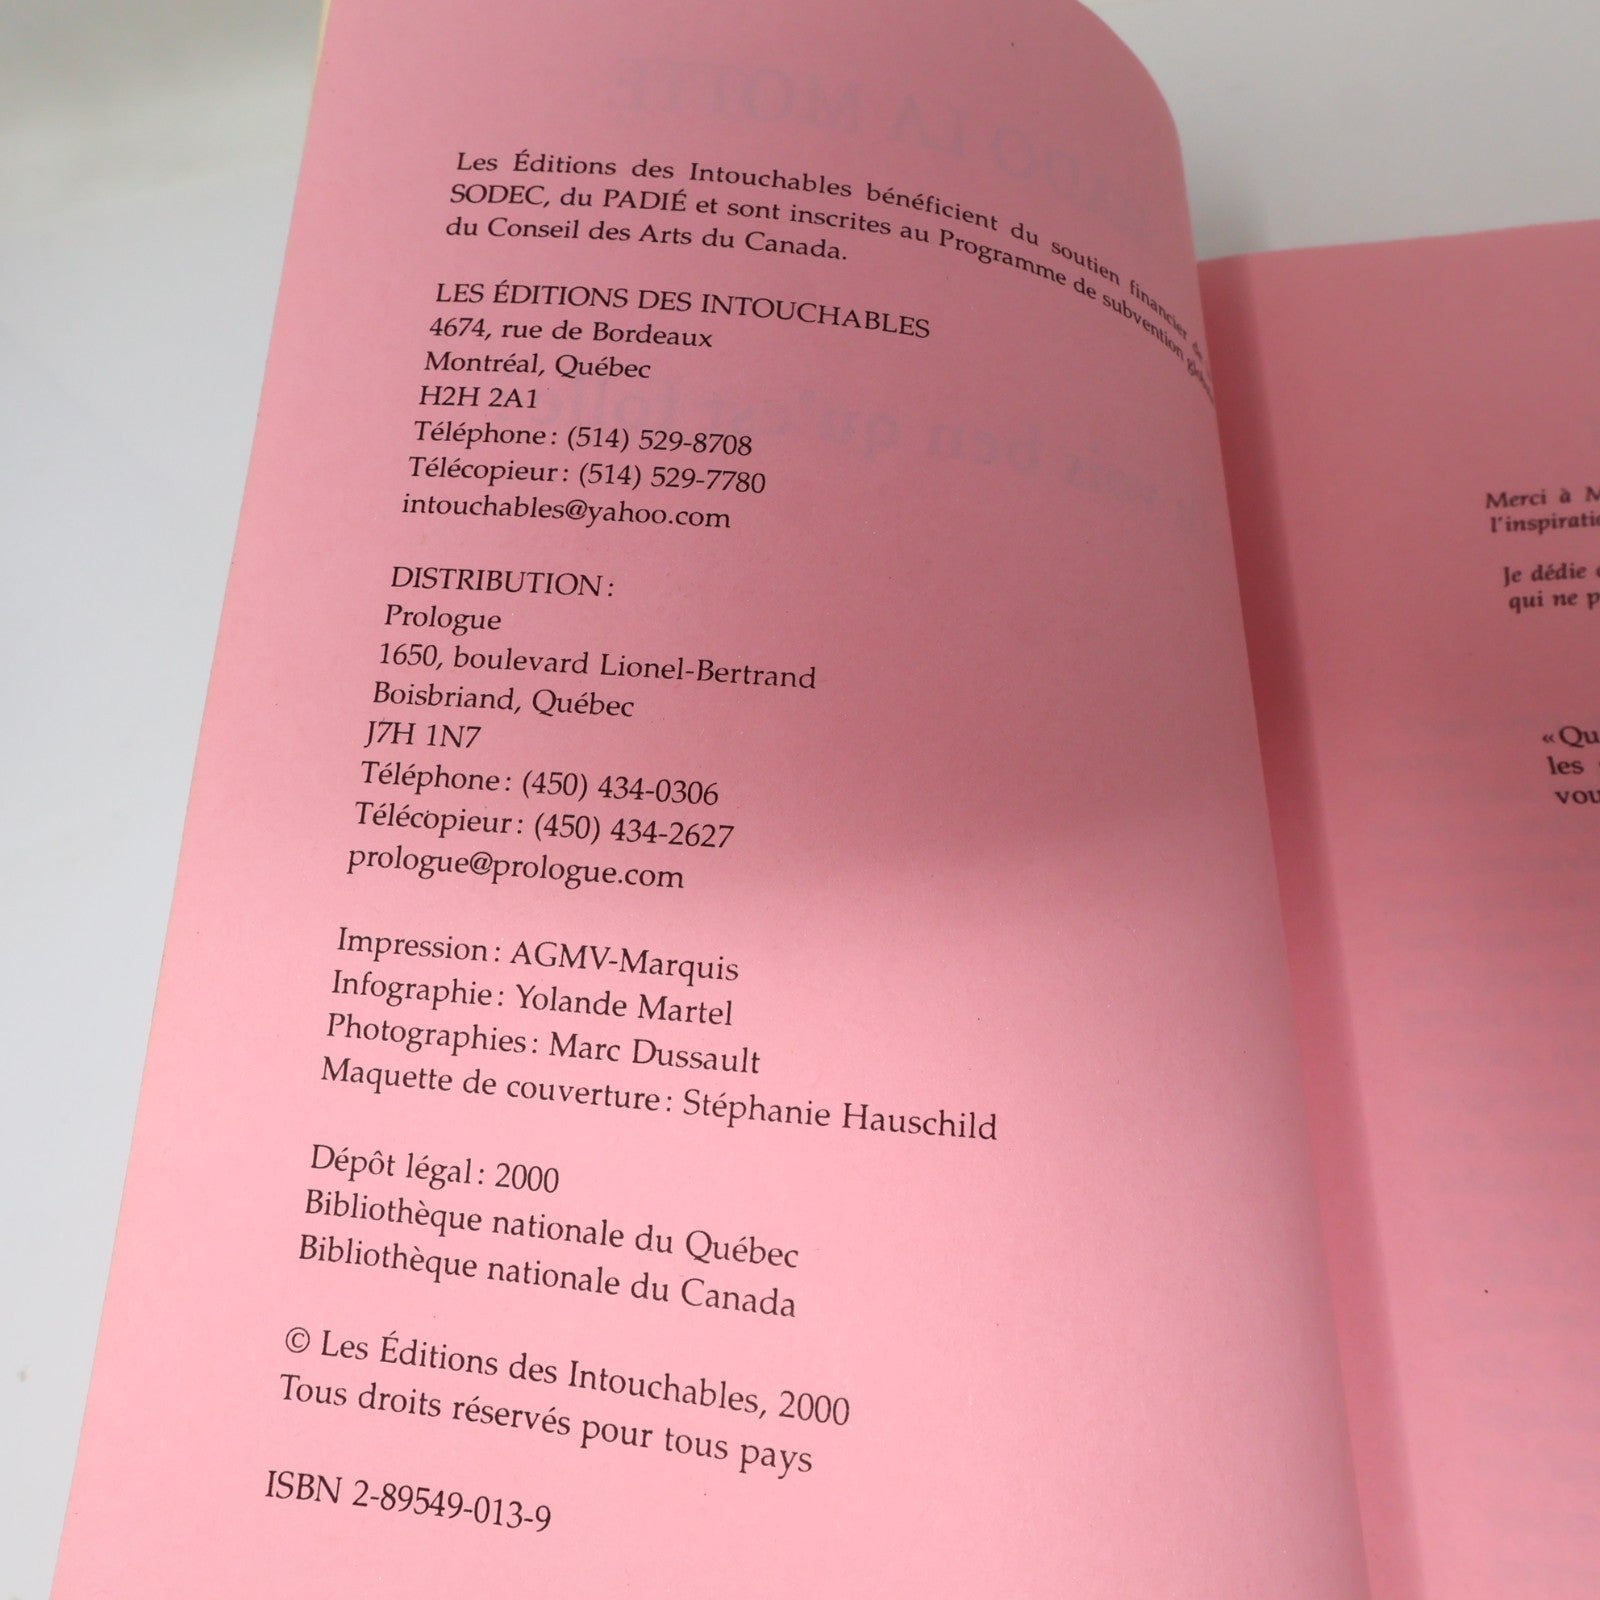 Les Éditions des Intouchables bénéficient du soutien financier de
SODEC, du PADIÉ et sont inscrites au Programme de subvention
du Conseil des Arts du Canada.
LES ÉDITIONS DES INTOUCHABLES
4674, rue de Bordeaux
Montréal, Québec
H2H 2A1
Téléphone : (514) 529-8708
Télécopieur : (514) 529-7780
intouchables@yahoo.com
DISTRIBUTION :
Prologue
1650, boulevard Lionel-Bertrand
Boisbriand, Québec
J7H 1N7
Téléphone : (450) 434-0306
Télécopieur : (450) 434-2627
prologue@prologue.com
Impression : AGMV-Marquis
Infographie : Yolande Martel
Photographies : Marc Dussault
Maquette de couverture : Stéphanie Hauschild
Dépôt légal : 2000
Bibliothèque nationale du Québec
Bibliothèque nationale du Canada
© Les Éditions des Intouchables, 2000
Tous droits réservés pour tous pays
ISBN 2-89549-013-9
Merci à
Je dédie
qui ne
les